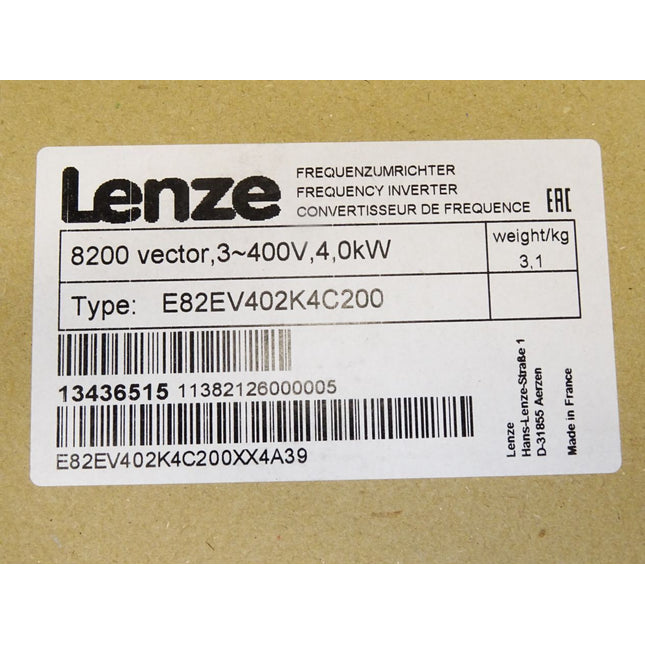 Lenze
FREQUENZUMRICHTER
FREQUENCY INVERTER
CONVERTISSEUR DE FREQUENCE
EAC
8200 vector,3~400V,4,0kW
weight/kg
3,1
Type: E82EV402K4C200
13436515 11382126000005
E82EV402K4C200XX4A39
Lenze
Hans-Lenze-Straße 1
D-31855 Aerzen
Made in France